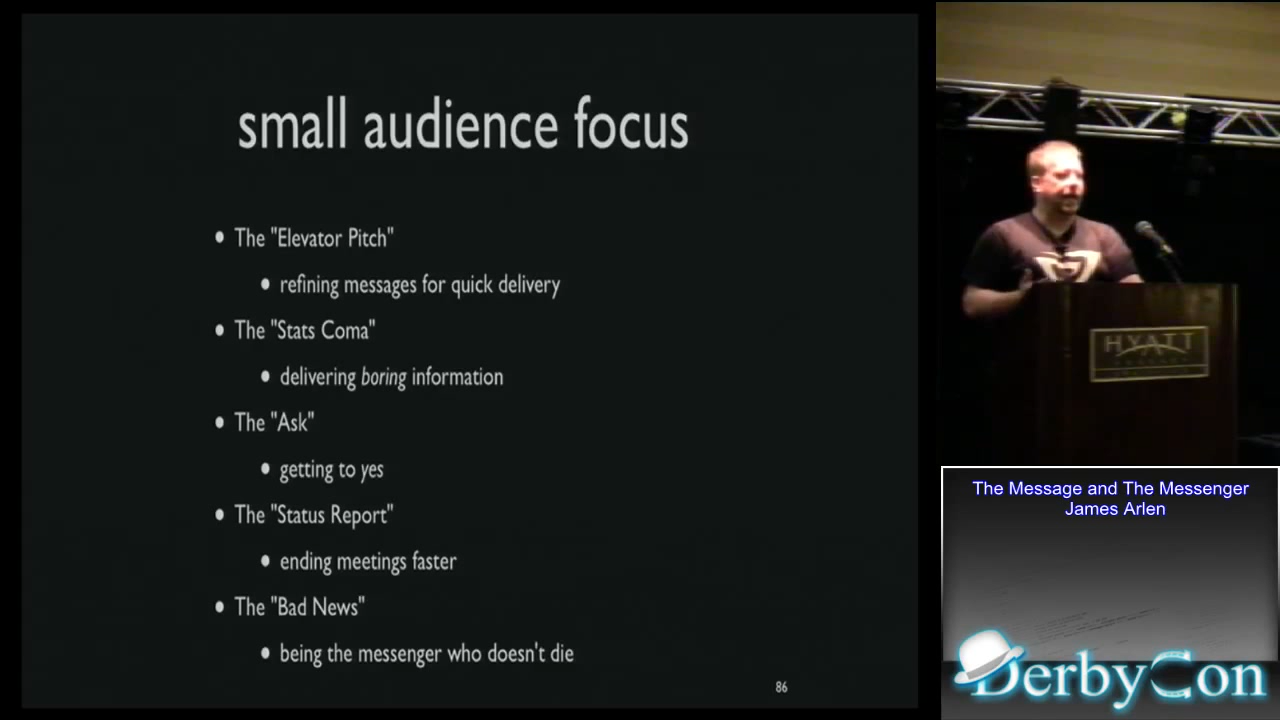 small audience focus
• The "Elevator Pitch"
• refining messages for quick delivery
• The "Stats Coma"
• delivering boring information
• The "Ask"
• getting to yes
• The "Status Report"
• ending meetings faster
• The "Bad News"
• being the messenger who doesn't die
86
HYATT
The Message and The Messenger
James Arlen
DerbyCon